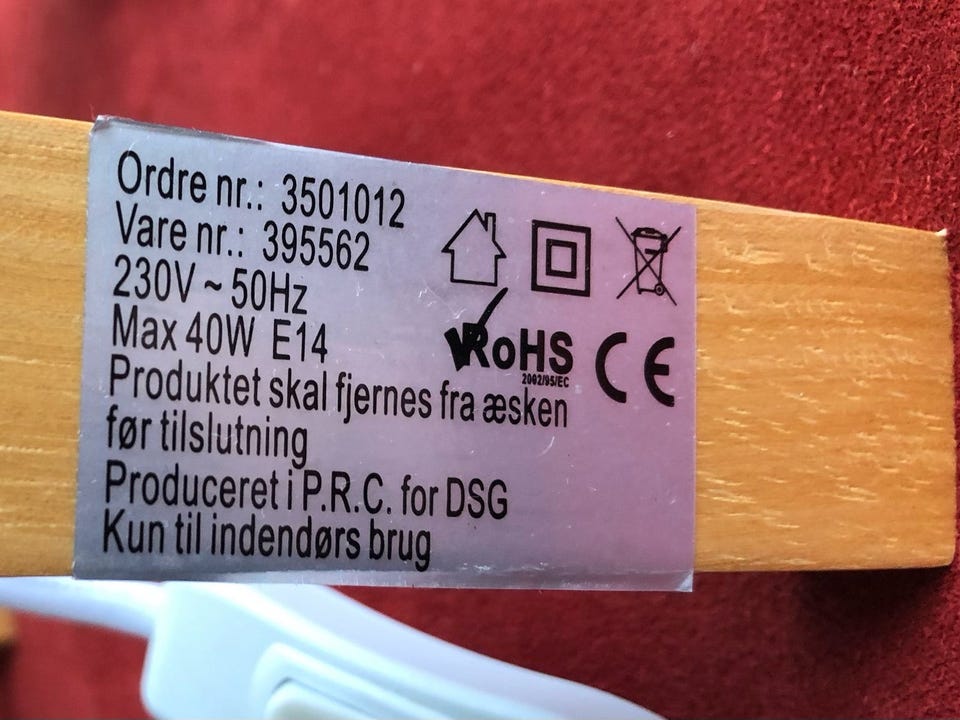 Ordre nr.: 3501012
Vare nr.: 395562
230V ~ 50Hz
Max 40W E14
RoHS
2002/95/EC
CE
Produktet skal fjernes fra æsken
før tilslutning
Produceret i P.R.C. for DSG
Kun til indendørs brug